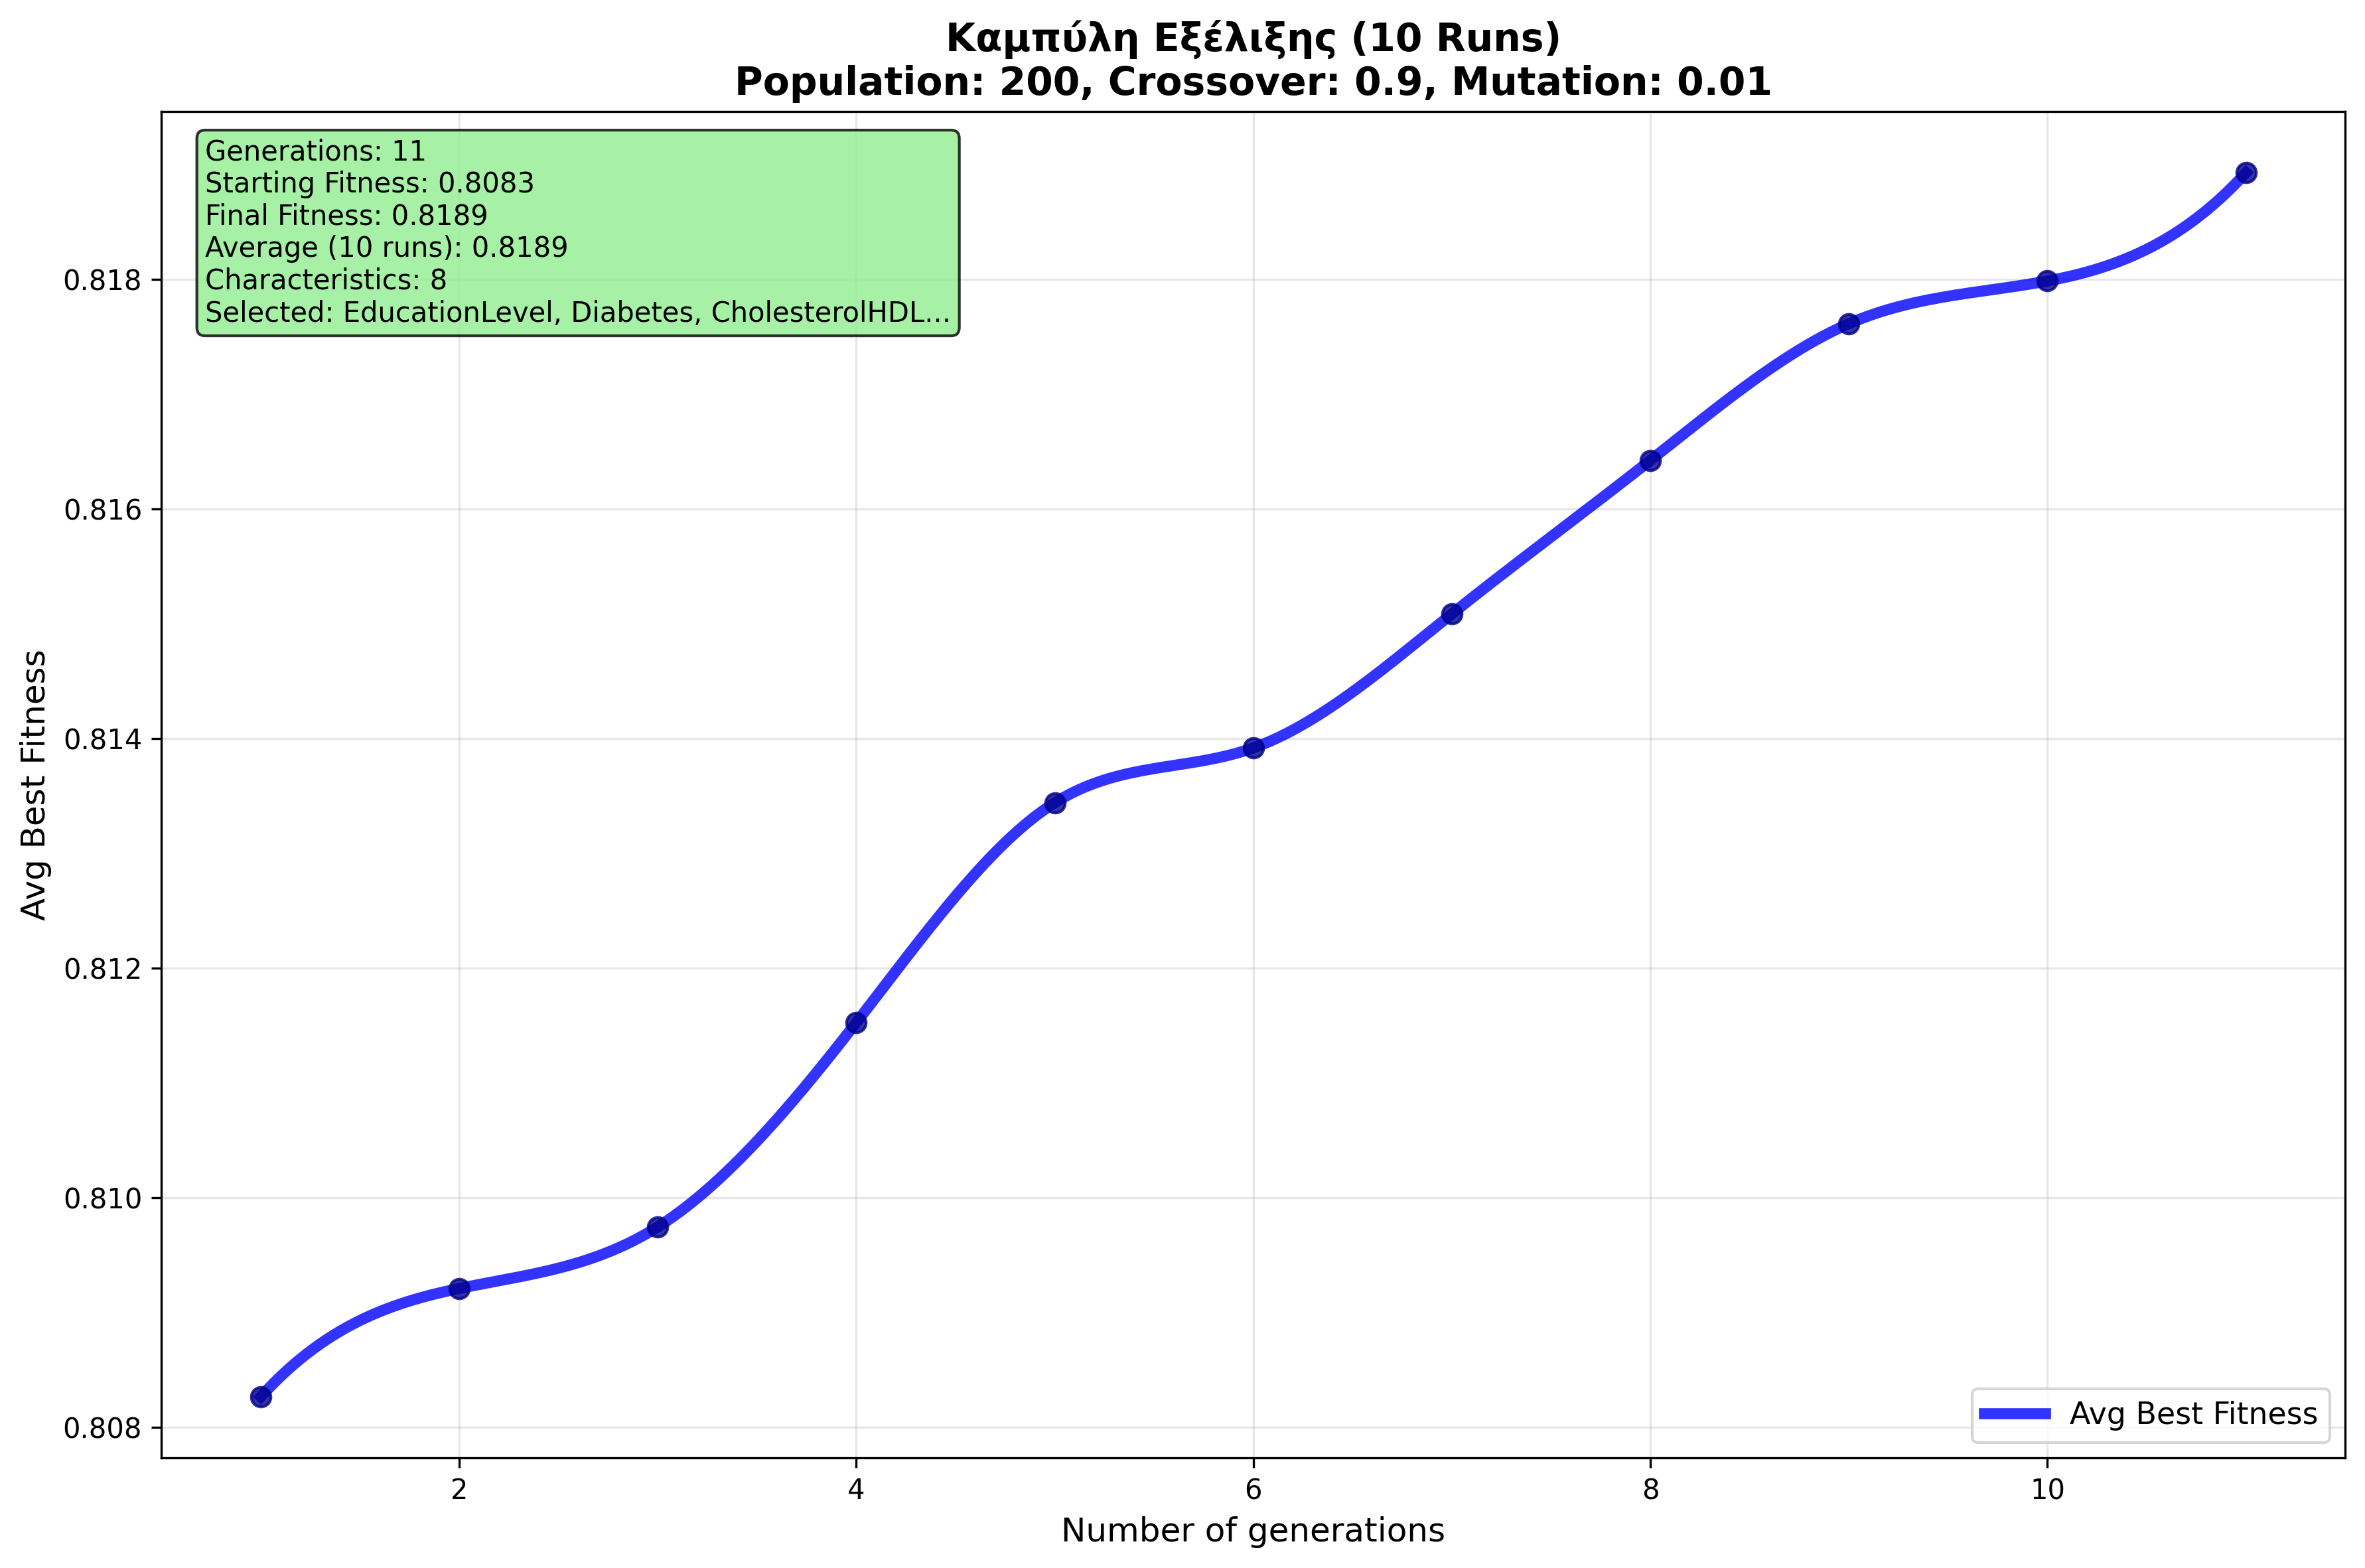 Καμπύλη Εξέλιξης (10 Runs)
Population: 200, Crossover: 0.9, Mutation: 0.01
Generations: 11
Starting Fitness: 0.8083
Final Fitness: 0.8189
Average (10 runs): 0.8189
Characteristics: 8
Selected: EducationLevel, Diabetes, CholesterolHDL...
Avg Best Fitness
0.818
0.816
0.814
0.812
0.810
0.808
Avg Best Fitness
2 4 6 8 10
Number of generations